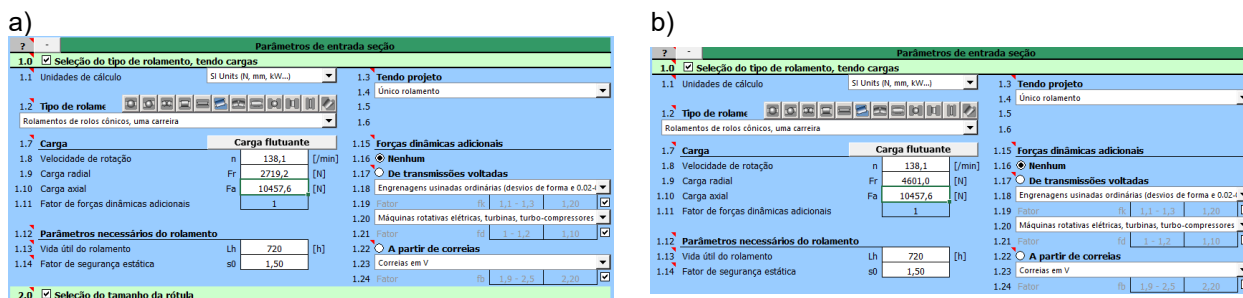 a)
? - Parâmetros de entrada seção
1.0 Seleção do tipo de rolamento, tendo cargas
1.1 Unidades de cálculo SI Units (N, mm, kW...)
1.2 Tipo de rolame
Rolamentos de rolos cônicos, uma carreira
1.7 Carga Carga flutuante
1.8 Velocidade de rotação n 138,1 [/min]
1.9 Carga radial Fr 2719,2 [N]
1.10 Carga axial Fa 10457,6 [N]
1.11 Fator de forças dinâmicas adicionais 1
1.12 Parâmetros necessários do rolamento
1.13 Vida útil do rolamento Lh 720 [h]
1.14 Fator de segurança estática s0 1,50
2.0 Seleção do tamanho da rótula
1.3 Tendo projeto
1.4 Único rolamento
1.5
1.6
1.15 Forças dinâmicas adicionais
1.16 Nenhum
1.17 De transmissões voltadas
1.18 Engrenagens usinadas ordinárias (desvios de forma e 0.02-
1.19 Fator fk 1,1 - 1,3 1,20
1.20 Máquinas rotativas elétricas, turbinas, turbo-compressores
1.21 Fator fd 1 - 1,2 1,10
1.22 A partir de correias
1.23 Correias em V
1.24 Fator fb 1,9 - 2,5 2,20
b)
? - Parâmetros de entrada seção
1.0 Seleção do tipo de rolamento, tendo cargas
1.1 Unidades de cálculo SI Units (N, mm, kW...)
1.2 Tipo de rolame
Rolamentos de rolos cônicos, uma carreira
1.7 Carga Carga flutuante
1.8 Velocidade de rotação n 138,1 [/min]
1.9 Carga radial Fr 4601,0 [N]
1.10 Carga axial Fa 10457,6 [N]
1.11 Fator de forças dinâmicas adicionais 1
1.12 Parâmetros necessários do rolamento
1.13 Vida útil do rolamento Lh 720 [h]
1.14 Fator de segurança estática s0 1,50
1.3 Tendo projeto
1.4 Único rolamento
1.5
1.6
1.15 Forças dinâmicas adicionais
1.16 Nenhum
1.17 De transmissões voltadas
1.18 Engrenagens usinadas ordinárias (desvios de forma e 0.02-
1.19 Fator fk 1,1 - 1,3 1,20
1.20 Máquinas rotativas elétricas, turbinas, turbo-compressores
1.21 Fator fd 1 - 1,2 1,10
1.22 A partir de correias
1.23 Correias em V
1.24 Fator fb 1,9 - 2,5 2,20